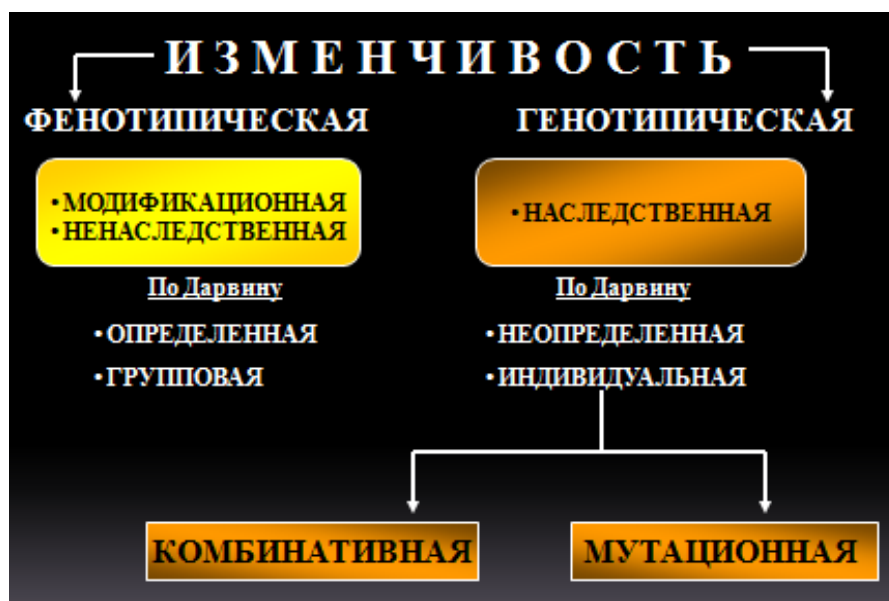 ИЗМЕНЧИВОСТЬ
ФЕНОТИПИЧЕСКАЯ
ГЕНОТИПИЧЕСКАЯ
•МОДИФИКАЦИОННАЯ
•НЕНАСЛЕДСТВЕННАЯ
•НАСЛЕДСТВЕННАЯ
По Дарвину
•ОПРЕДЕЛЕННАЯ
•ГРУППОВАЯ
По Дарвину
•НЕОПРЕДЕЛЕННАЯ
•ИНДИВИДУАЛЬНАЯ
КОМБИНАТИВНАЯ
МУТАЦИОННАЯ